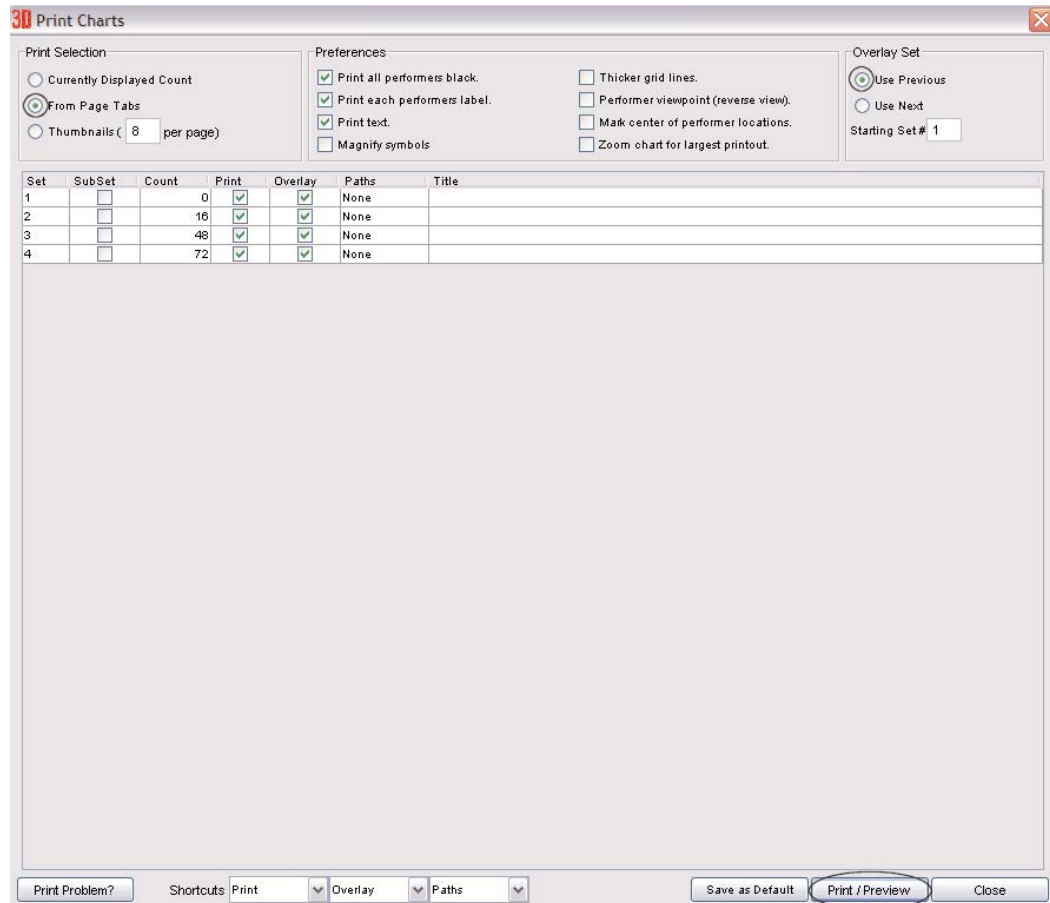 3D Print Charts
Print Selection
Currently Displayed Count
From Page Tabs
Thumbnails ( 8 per page)
Preferences
Print all performers black.
Print each performers label.
Print text.
Magnify symbols
Thicker grid lines.
Performer viewpoint (reverse view).
Mark center of performer locations.
Zoom chart for largest printout.
Overlay Set
Use Previous
Use Next
Starting Set # 1
Set SubSet Count Print Overlay Paths Title
1 0 None
2 16 None
3 48 None
4 72 None
Print Problem? Shortcuts Print Overlay Paths Save as Default Print / Preview Close